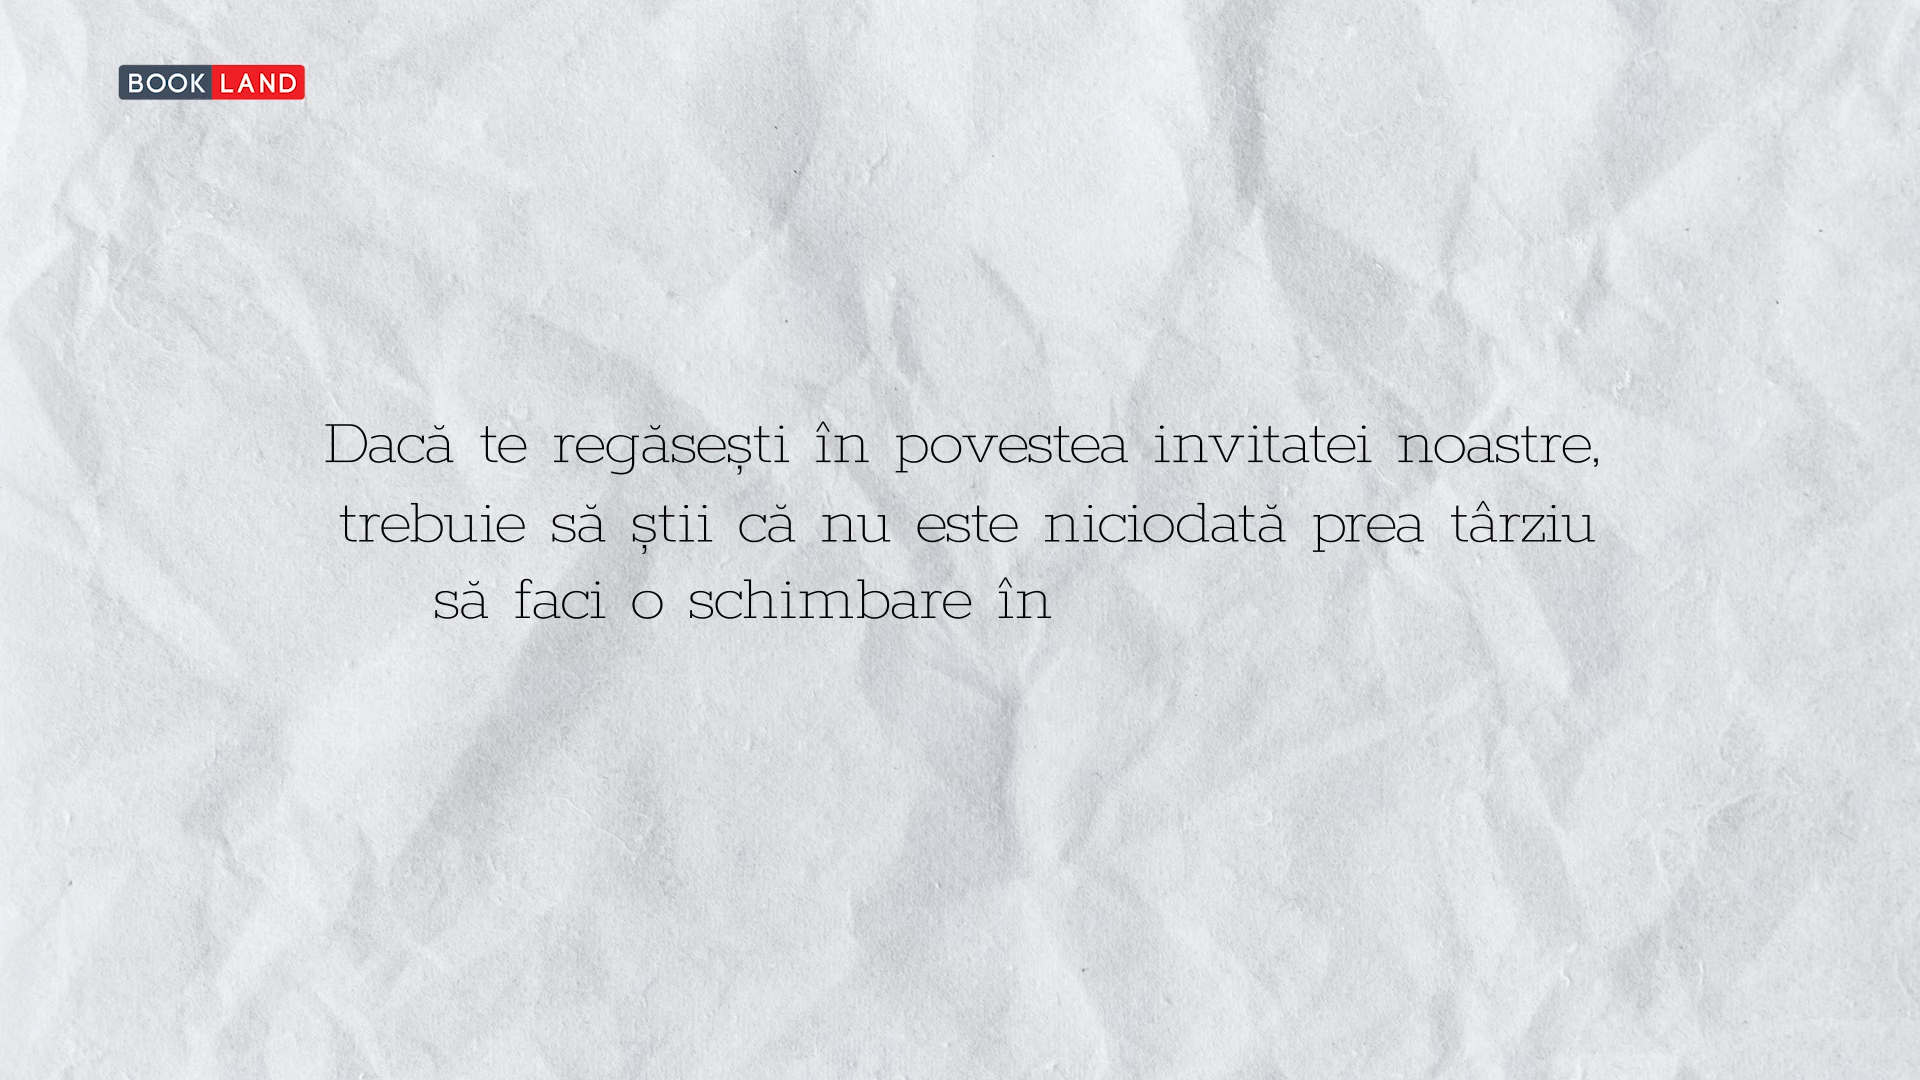 BOOK LAND
Dacă te regăsești în povestea invitatei noastre,
trebuie să știi că nu este niciodată prea târziu
să faci o schimbare în